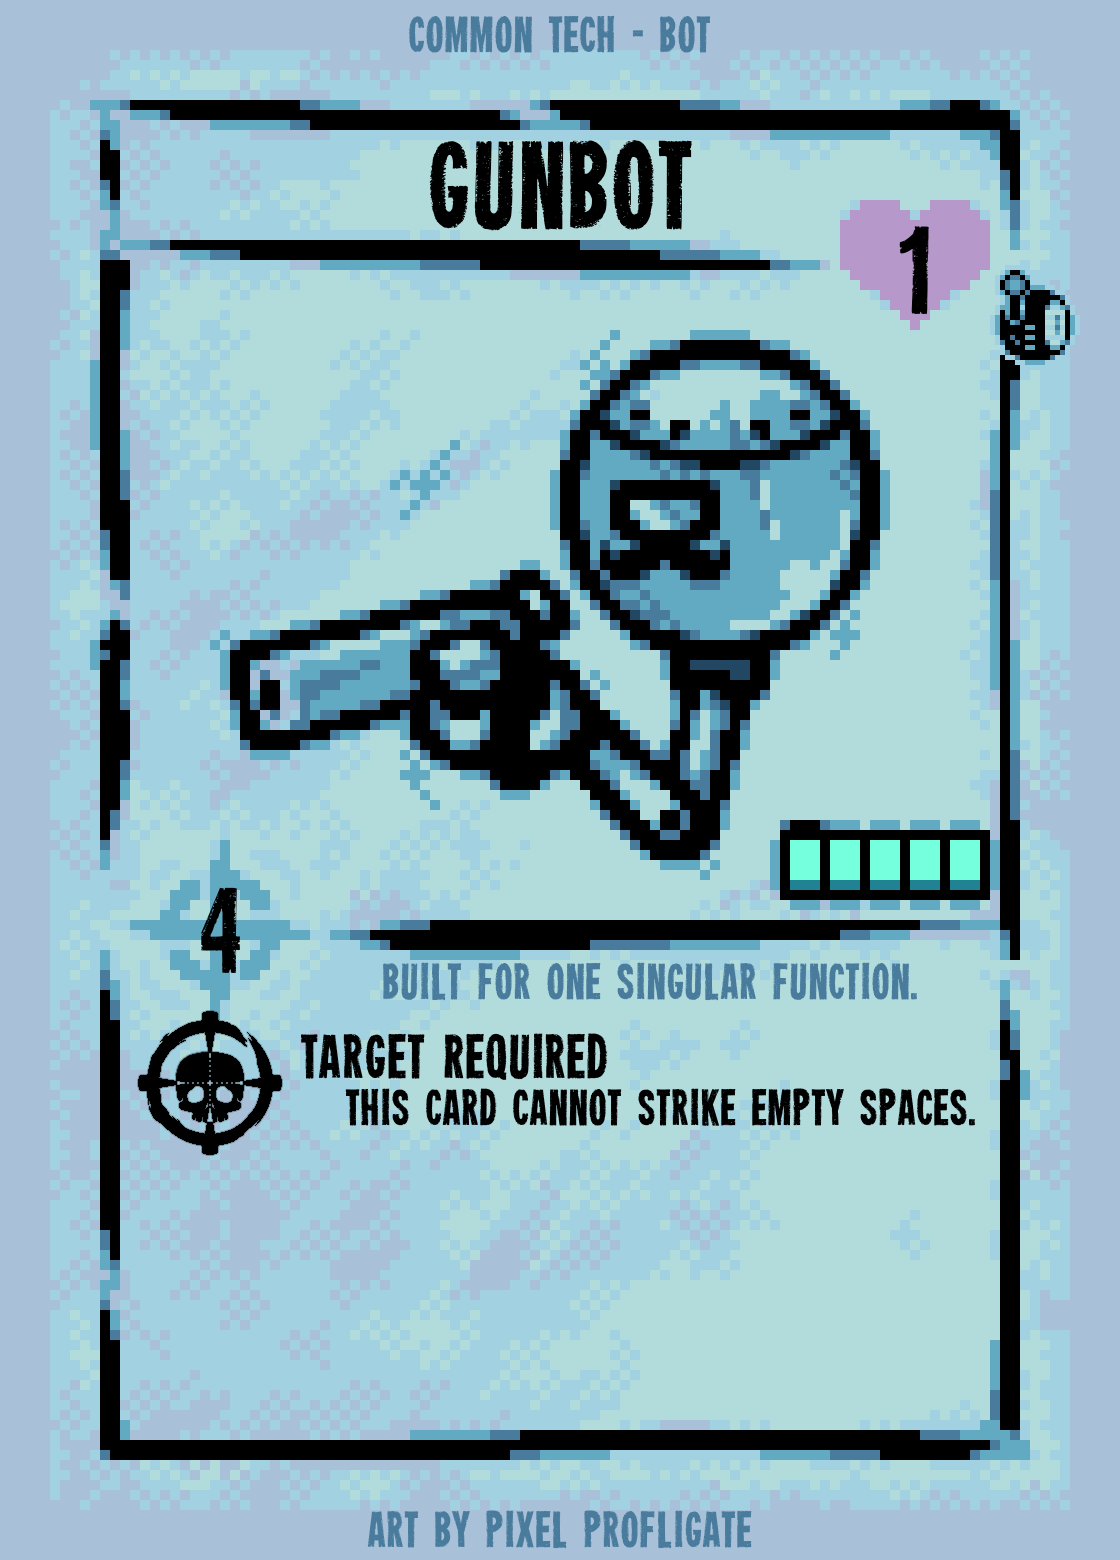 COMMON TECH - BOT
GUNBOT
1
4
BUILT FOR ONE SINGULAR FUNCTION.
TARGET REQUIRED
THIS CARD CANNOT STRIKE EMPTY SPACES.
ART BY PIXEL PROFLIGATE